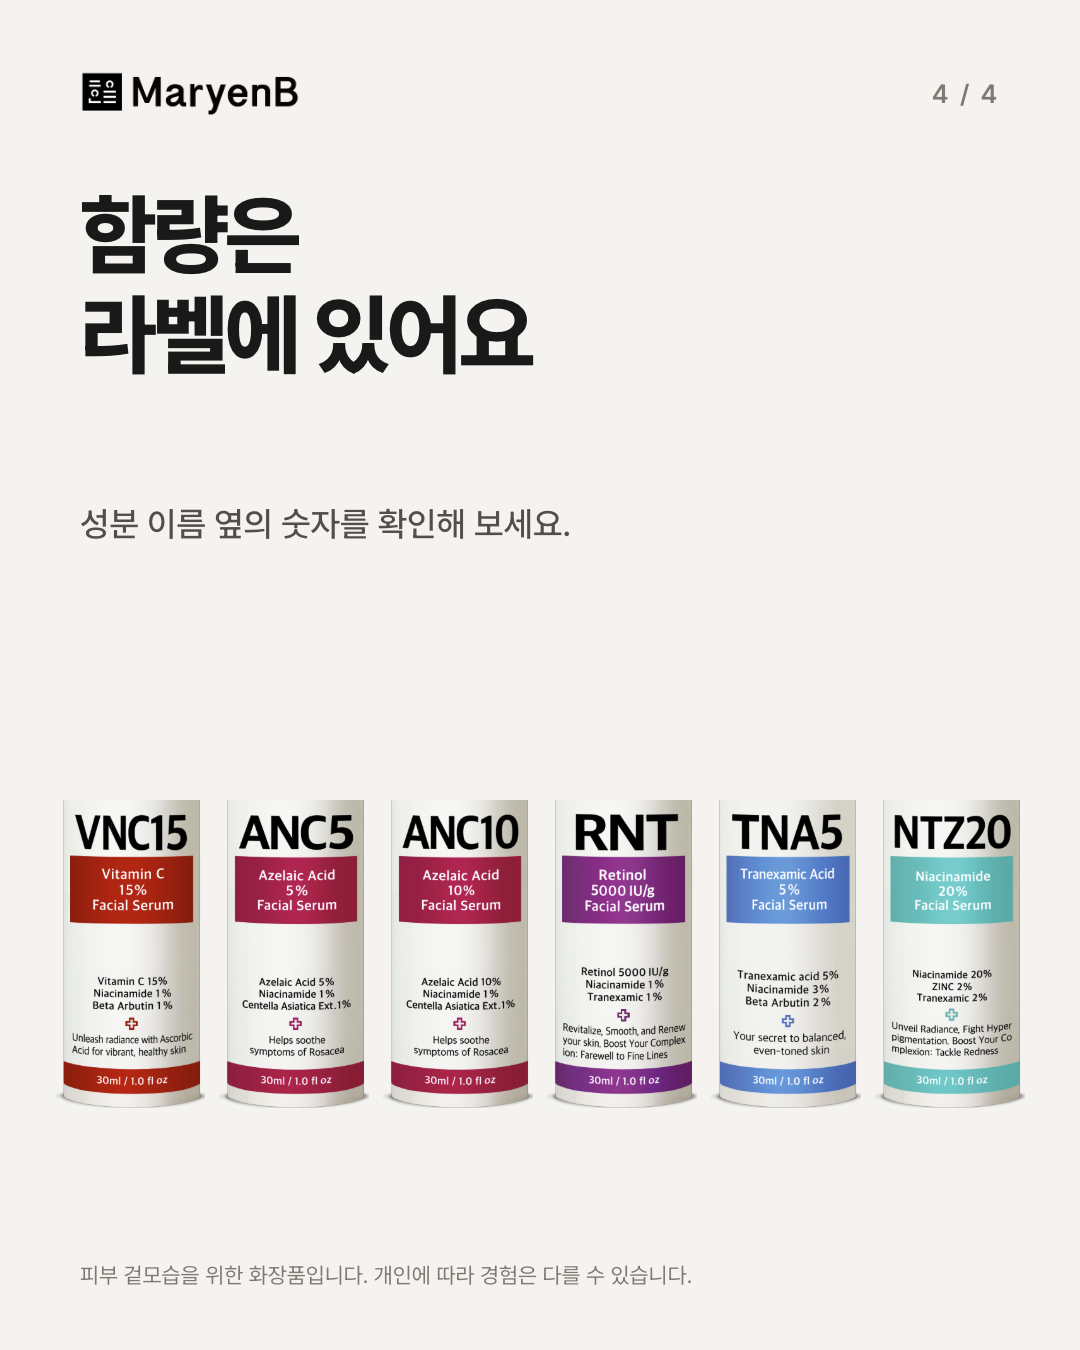 MaryenB
4 / 4
함량은
라벨에 있어요
성분 이름 옆의 숫자를 확인해 보세요.
VNC15
Vitamin C
15%
Facial Serum
Vitamin C 15%
Niacinamide 1%
Beta Arbutin 1%
Unleash radiance with Ascorbic
Acid for vibrant, healthy skin
30ml / 1.0 fl oz
ANC5
Azelaic Acid
5%
Facial Serum
Azelaic Acid 5%
Niacinamide 1%
Centella Asiatica Ext.1%
Helps soothe
symptoms of Rosacea
30ml / 1.0 fl oz
ANC10
Azelaic Acid
10%
Facial Serum
Azelaic Acid 10%
Niacinamide 1%
Centella Asiatica Ext.1%
Helps soothe
symptoms of Rosacea
30ml / 1.0 fl oz
RNT
Retinol
5000 IU/g
Facial Serum
Retinol 5000 IU/g
Niacinamide 1%
Tranexamic 1%
Revitalize, Smooth, and Renew
your skin. Boost Your Complex
ion: Farewell to Fine Lines
30ml / 1.0 fl oz
TNA5
Tranexamic Acid
5%
Facial Serum
Tranexamic acid 5%
Niacinamide 3%
Beta Arbutin 2%
Your secret to balanced,
even-toned skin
30ml / 1.0 fl oz
NTZ20
Niacinamide
20%
Facial Serum
Niacinamide 20%
ZINC 2%
Tranexamic 2%
Unveil Radiance, Fight Hyper
pigmentation. Boost Your Co
mplexion: Tackle Redness
30ml / 1.0 fl oz
피부 겉모습을 위한 화장품입니다. 개인에 따라 경험은 다를 수 있습니다.